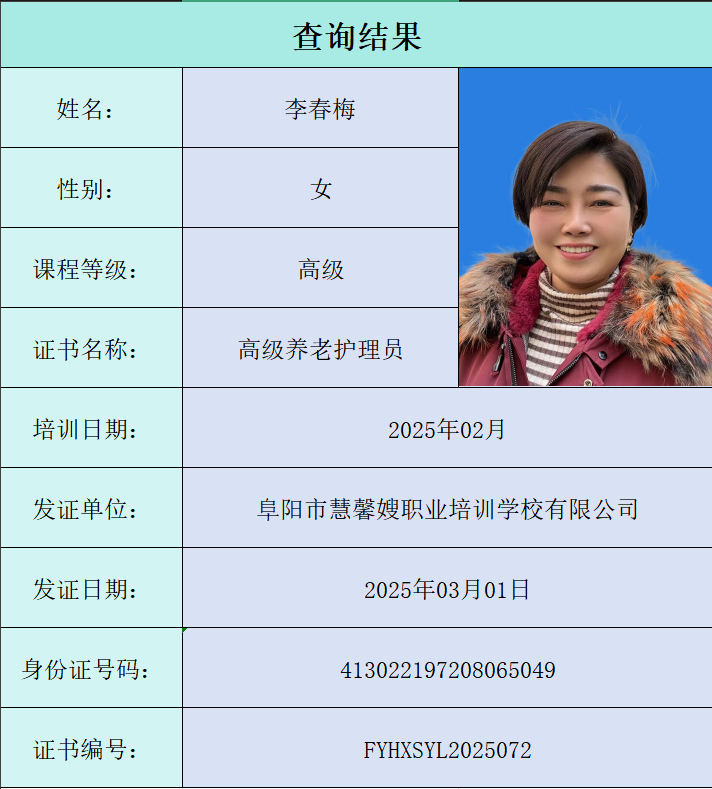 查询结果
姓名： 李春梅
性别： 女
课程等级： 高级
证书名称： 高级养老护理员
培训日期： 2025年02月
发证单位： 阜阳市慧馨嫂职业培训学校有限公司
发证日期： 2025年03月01日
身份证号码： 413022197208065049
证书编号： FYHXSYL2025072